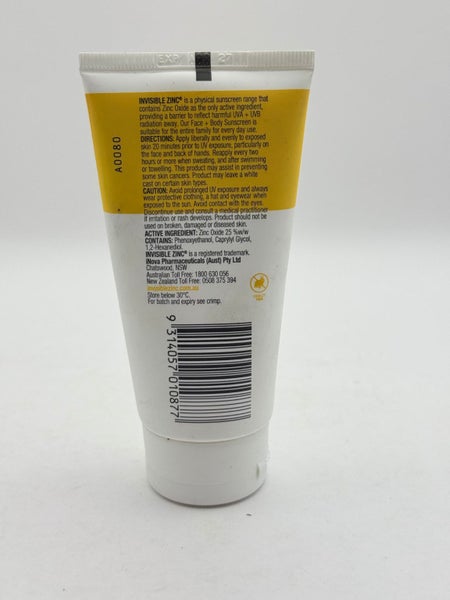 EXP
27
INVISIBLE ZINC® is a physical sunscreen range that
contains Zinc Oxide as the only active ingredient,
providing a barrier to reflect harmful UVA + UVB
radiation away. Our Face + Body Sunscreen is
suitable for the entire family for every day use.
DIRECTIONS: Apply liberally and evenly to exposed
skin 20 minutes prior to UV exposure, particularly on
the face and back of hands. Reapply every two
hours or more when sweating, and after swimming
or towelling. This product may assist in preventing
some skin cancers. Product may leave a white
cast on certain skin types.
CAUTION: Avoid prolonged UV exposure and always
wear protective clothing, a hat and eyewear when
exposed to the sun. Avoid contact with the eyes.
Discontinue use and consult a medical practitioner
if irritation or rash develops. Product should not be
used on broken, damaged or diseased skin.
ACTIVE INGREDIENT: Zinc Oxide 25 %w/w
CONTAINS: Phenoxyethanol, Caprylyl Glycol,
1,2-Hexanediol.
INVISIBLE ZINC® is a registered trademark.
iNova Pharmaceuticals (Aust) Pty Ltd
Chatswood, NSW
Australian Toll Free: 1800 630 056
New Zealand Toll Free: 0508 375 394
invisiblezinc.com.au
Store below 30°C.
For batch and expiry see crimp.
A0080
9 314057 010877